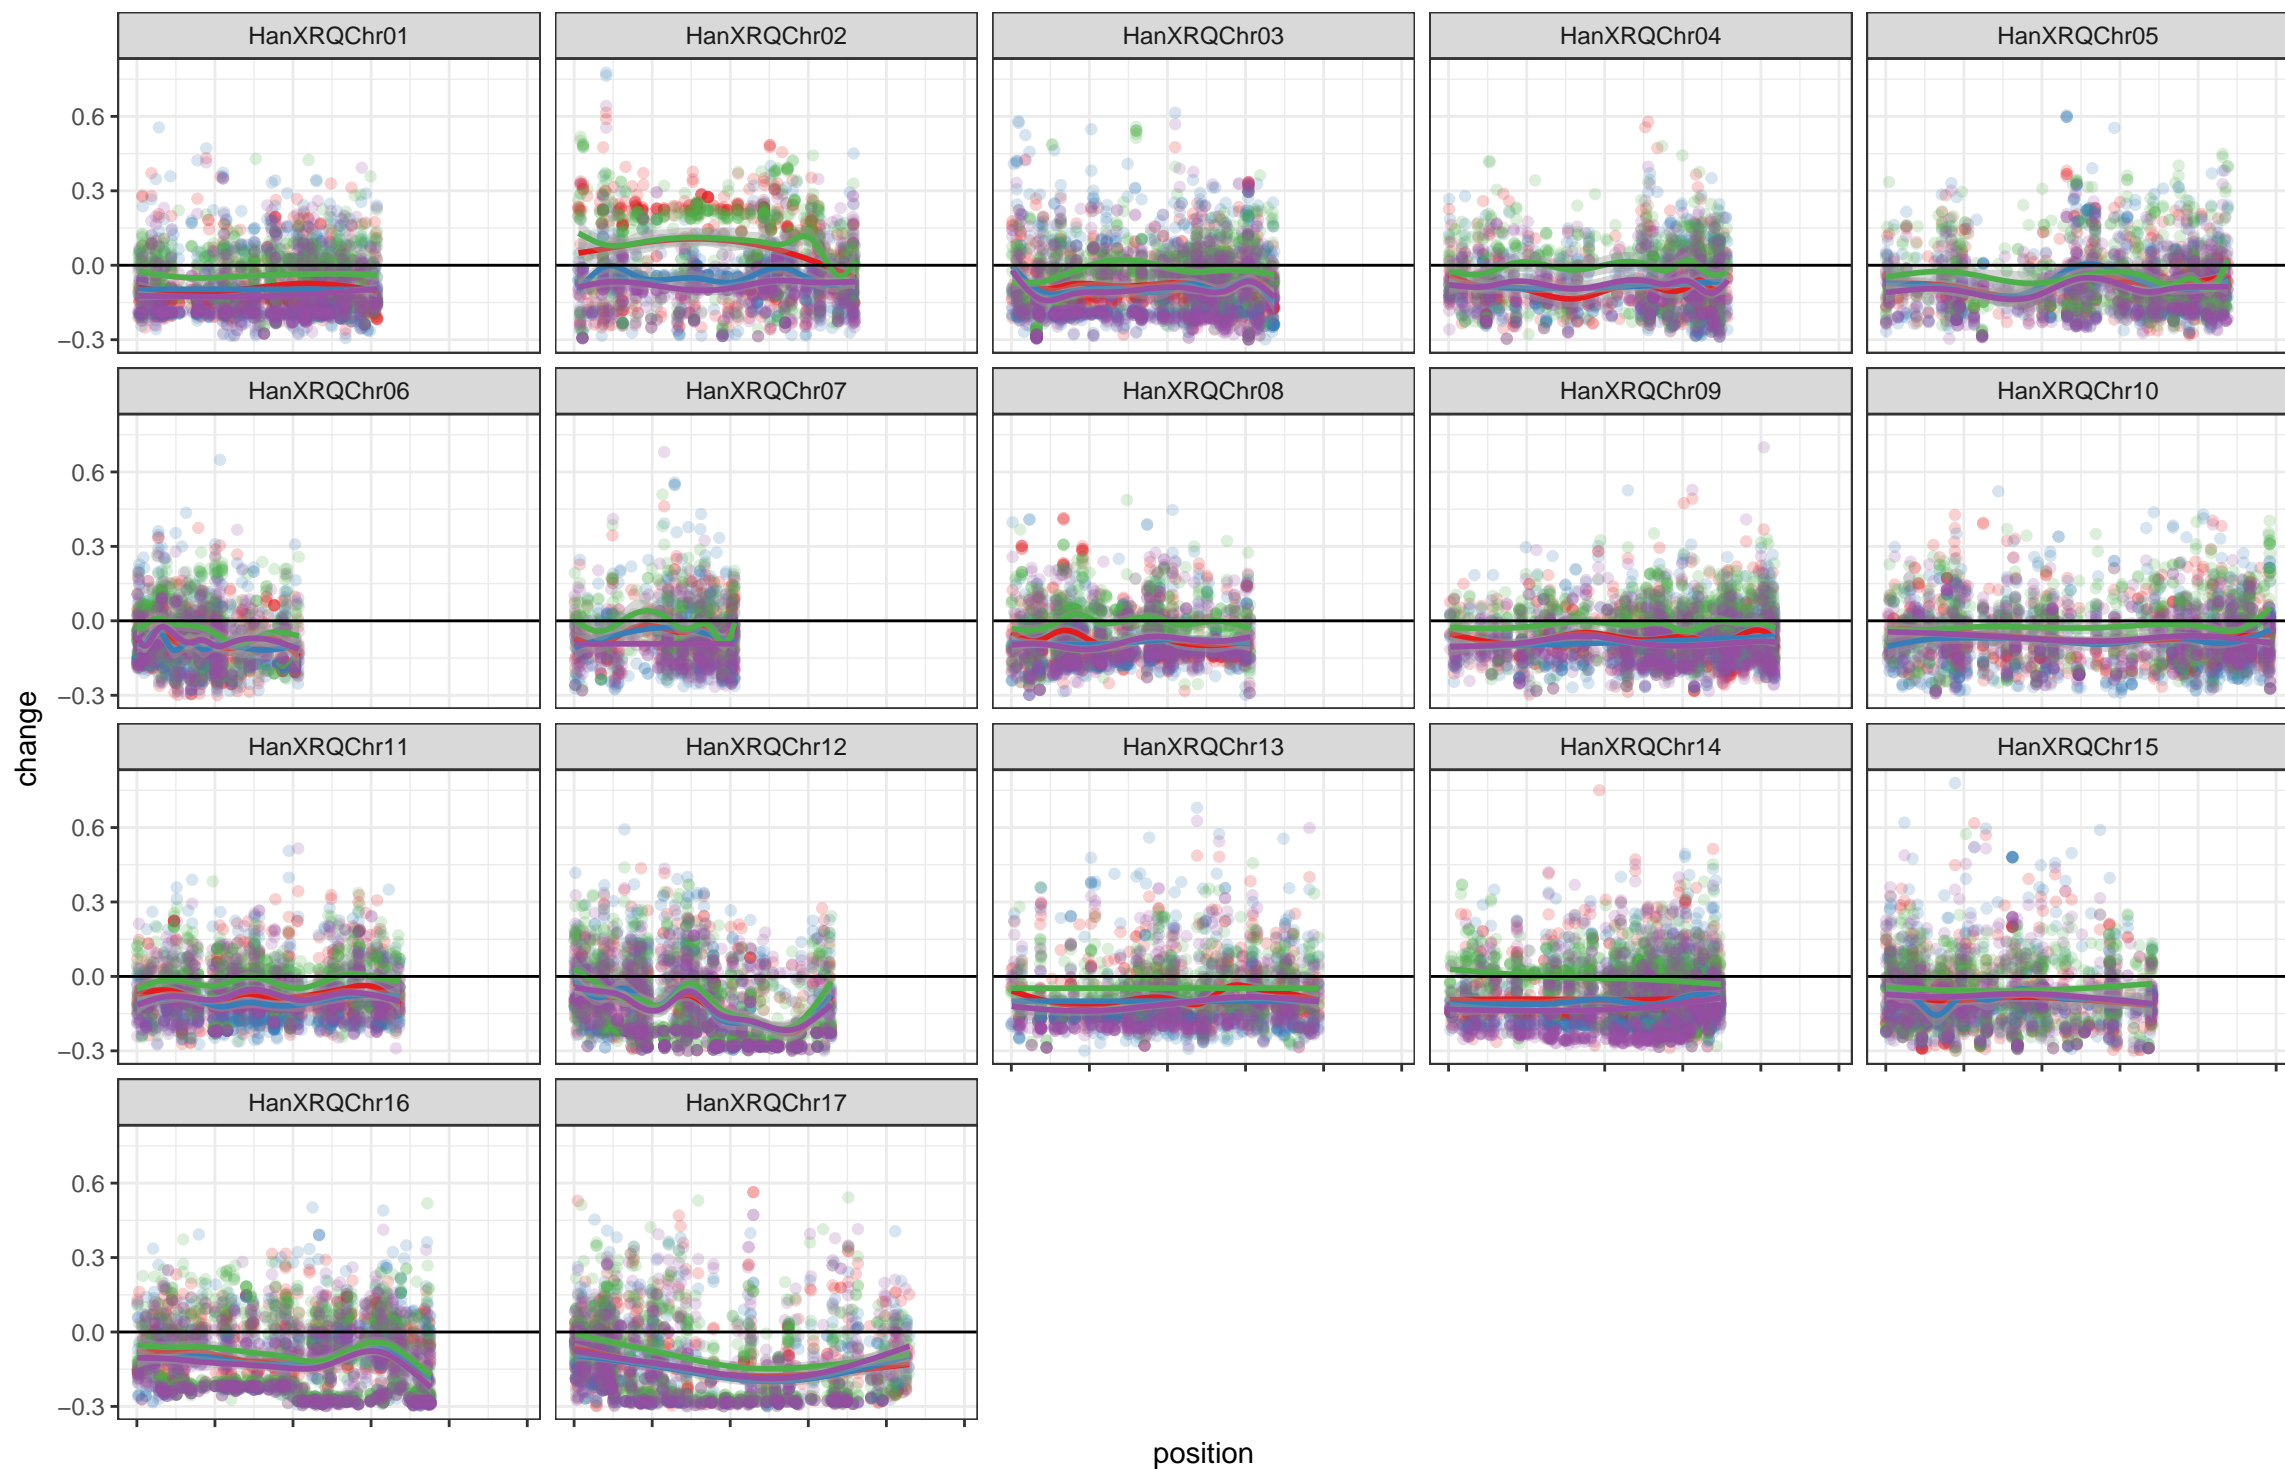 HanXRQChr01 HanXRQChr02 HanXRQChr03 HanXRQChr04 HanXRQChr05
0.6
0.3
0.0
−0.3
HanXRQChr06 HanXRQChr07 HanXRQChr08 HanXRQChr09 HanXRQChr10
0.6
0.3
0.0
−0.3
change
HanXRQChr11 HanXRQChr12 HanXRQChr13 HanXRQChr14 HanXRQChr15
0.6
0.3
0.0
−0.3
HanXRQChr16 HanXRQChr17
0.6
0.3
0.0
−0.3
position